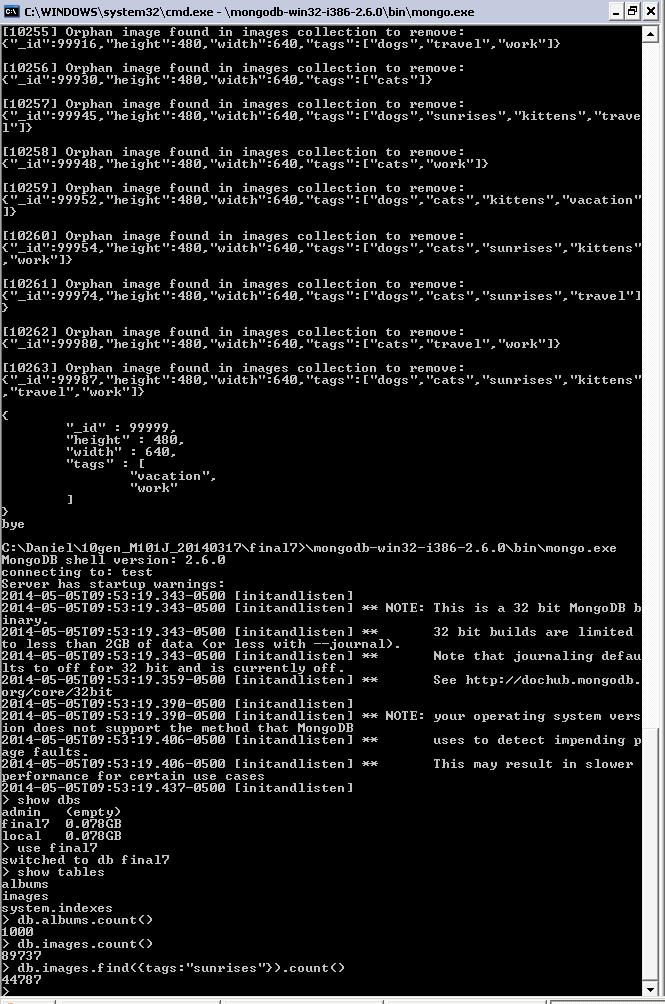 C:\WINDOWS\system32\cmd.exe - \mongodb-win32-i386-2.6.0\bin\mongo.exe
[10255] Orphan image found in images collection to remove:
{"_id":99916,"height":480,"width":640,"tags":["dogs","travel","work"]}
[10256] Orphan image found in images collection to remove:
{"_id":99930,"height":480,"width":640,"tags":["cats"]}
[10257] Orphan image found in images collection to remove:
{"_id":99945,"height":480,"width":640,"tags":["dogs","sunrises","kittens","trave
l"]}
[10258] Orphan image found in images collection to remove:
{"_id":99948,"height":480,"width":640,"tags":["cats","work"]}
[10259] Orphan image found in images collection to remove:
{"_id":99952,"height":480,"width":640,"tags":["dogs","cats","kittens","vacation"
]}
[10260] Orphan image found in images collection to remove:
{"_id":99954,"height":480,"width":640,"tags":["dogs","cats","sunrises","kittens"
,"work"]}
[10261] Orphan image found in images collection to remove:
{"_id":99974,"height":480,"width":640,"tags":["dogs","cats","sunrises","travel"]
}
[10262] Orphan image found in images collection to remove:
{"_id":99980,"height":480,"width":640,"tags":["cats","travel","work"]}
[10263] Orphan image found in images collection to remove:
{"_id":99987,"height":480,"width":640,"tags":["dogs","cats","sunrises","kittens"
,"travel","work"]}
{
"_id" : 99999,
"height" : 480,
"width" : 640,
"tags" : [
"vacation",
"work"
]
}
bye
C:\Daniel\10gen_M101J_20140317\final7>\mongodb-win32-i386-2.6.0\bin\mongo.exe
MongoDB shell version: 2.6.0
connecting to: test
Server has startup warnings:
2014-05-05T09:53:19.343-0500 [initandlisten]
2014-05-05T09:53:19.343-0500 [initandlisten] ** NOTE: This is a 32 bit MongoDB b
inary.
2014-05-05T09:53:19.343-0500 [initandlisten] ** 32 bit builds are limited
to less than 2GB of data (or less with --journal).
2014-05-05T09:53:19.343-0500 [initandlisten] ** Note that journaling defau
lts to off for 32 bit and is currently off.
2014-05-05T09:53:19.359-0500 [initandlisten] ** See http://dochub.mongodb.
org/core/32bit
2014-05-05T09:53:19.390-0500 [initandlisten]
2014-05-05T09:53:19.390-0500 [initandlisten] ** NOTE: your operating system vers
ion does not support the method that MongoDB
2014-05-05T09:53:19.406-0500 [initandlisten] ** uses to detect impending p
age faults.
2014-05-05T09:53:19.406-0500 [initandlisten] ** This may result in slower
performance for certain use cases
2014-05-05T09:53:19.437-0500 [initandlisten]
> show dbs
admin (empty)
final7 0.078GB
local 0.078GB
> use final7
switched to db final7
> show tables
albums
images
system.indexes
> db.albums.count()
1000
> db.images.count()
89737
> db.images.find({tags:"sunrises"}).count()
44787
>